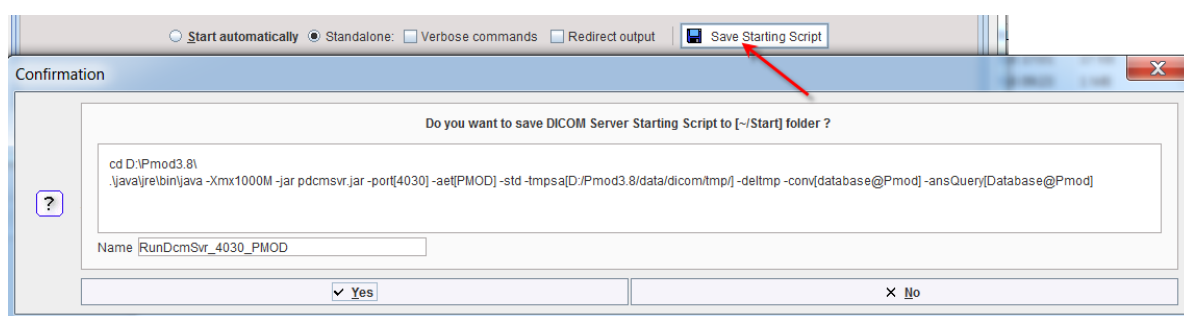 Start automatically Standalone: Verbose commands Redirect output Save Starting Script
Confirmation X
Do you want to save DICOM Server Starting Script to [~/Start] folder ?
cd D:\Pmod3.8\
.\java\jre\bin\java -Xmx1000M -jar pdcmsvr.jar -port[4030] -aet[PMOD] -std -tmpsa[D:/Pmod3.8/data/dicom/tmp/] -deltmp -conv[database@Pmod] -ansQuery[Database@Pmod]
?
Name RunDcmSvr_4030_PMOD
Yes No